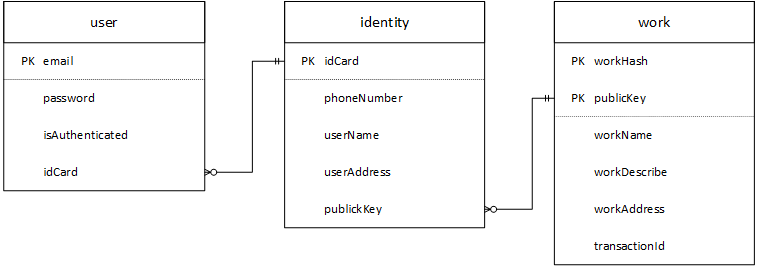 user
PK email
password
isAuthenticated
idCard
identity
PK idCard
phoneNumber
userName
userAddress
publickKey
work
PK workHash
PK publicKey
workName
workDescribe
workAddress
transactionId